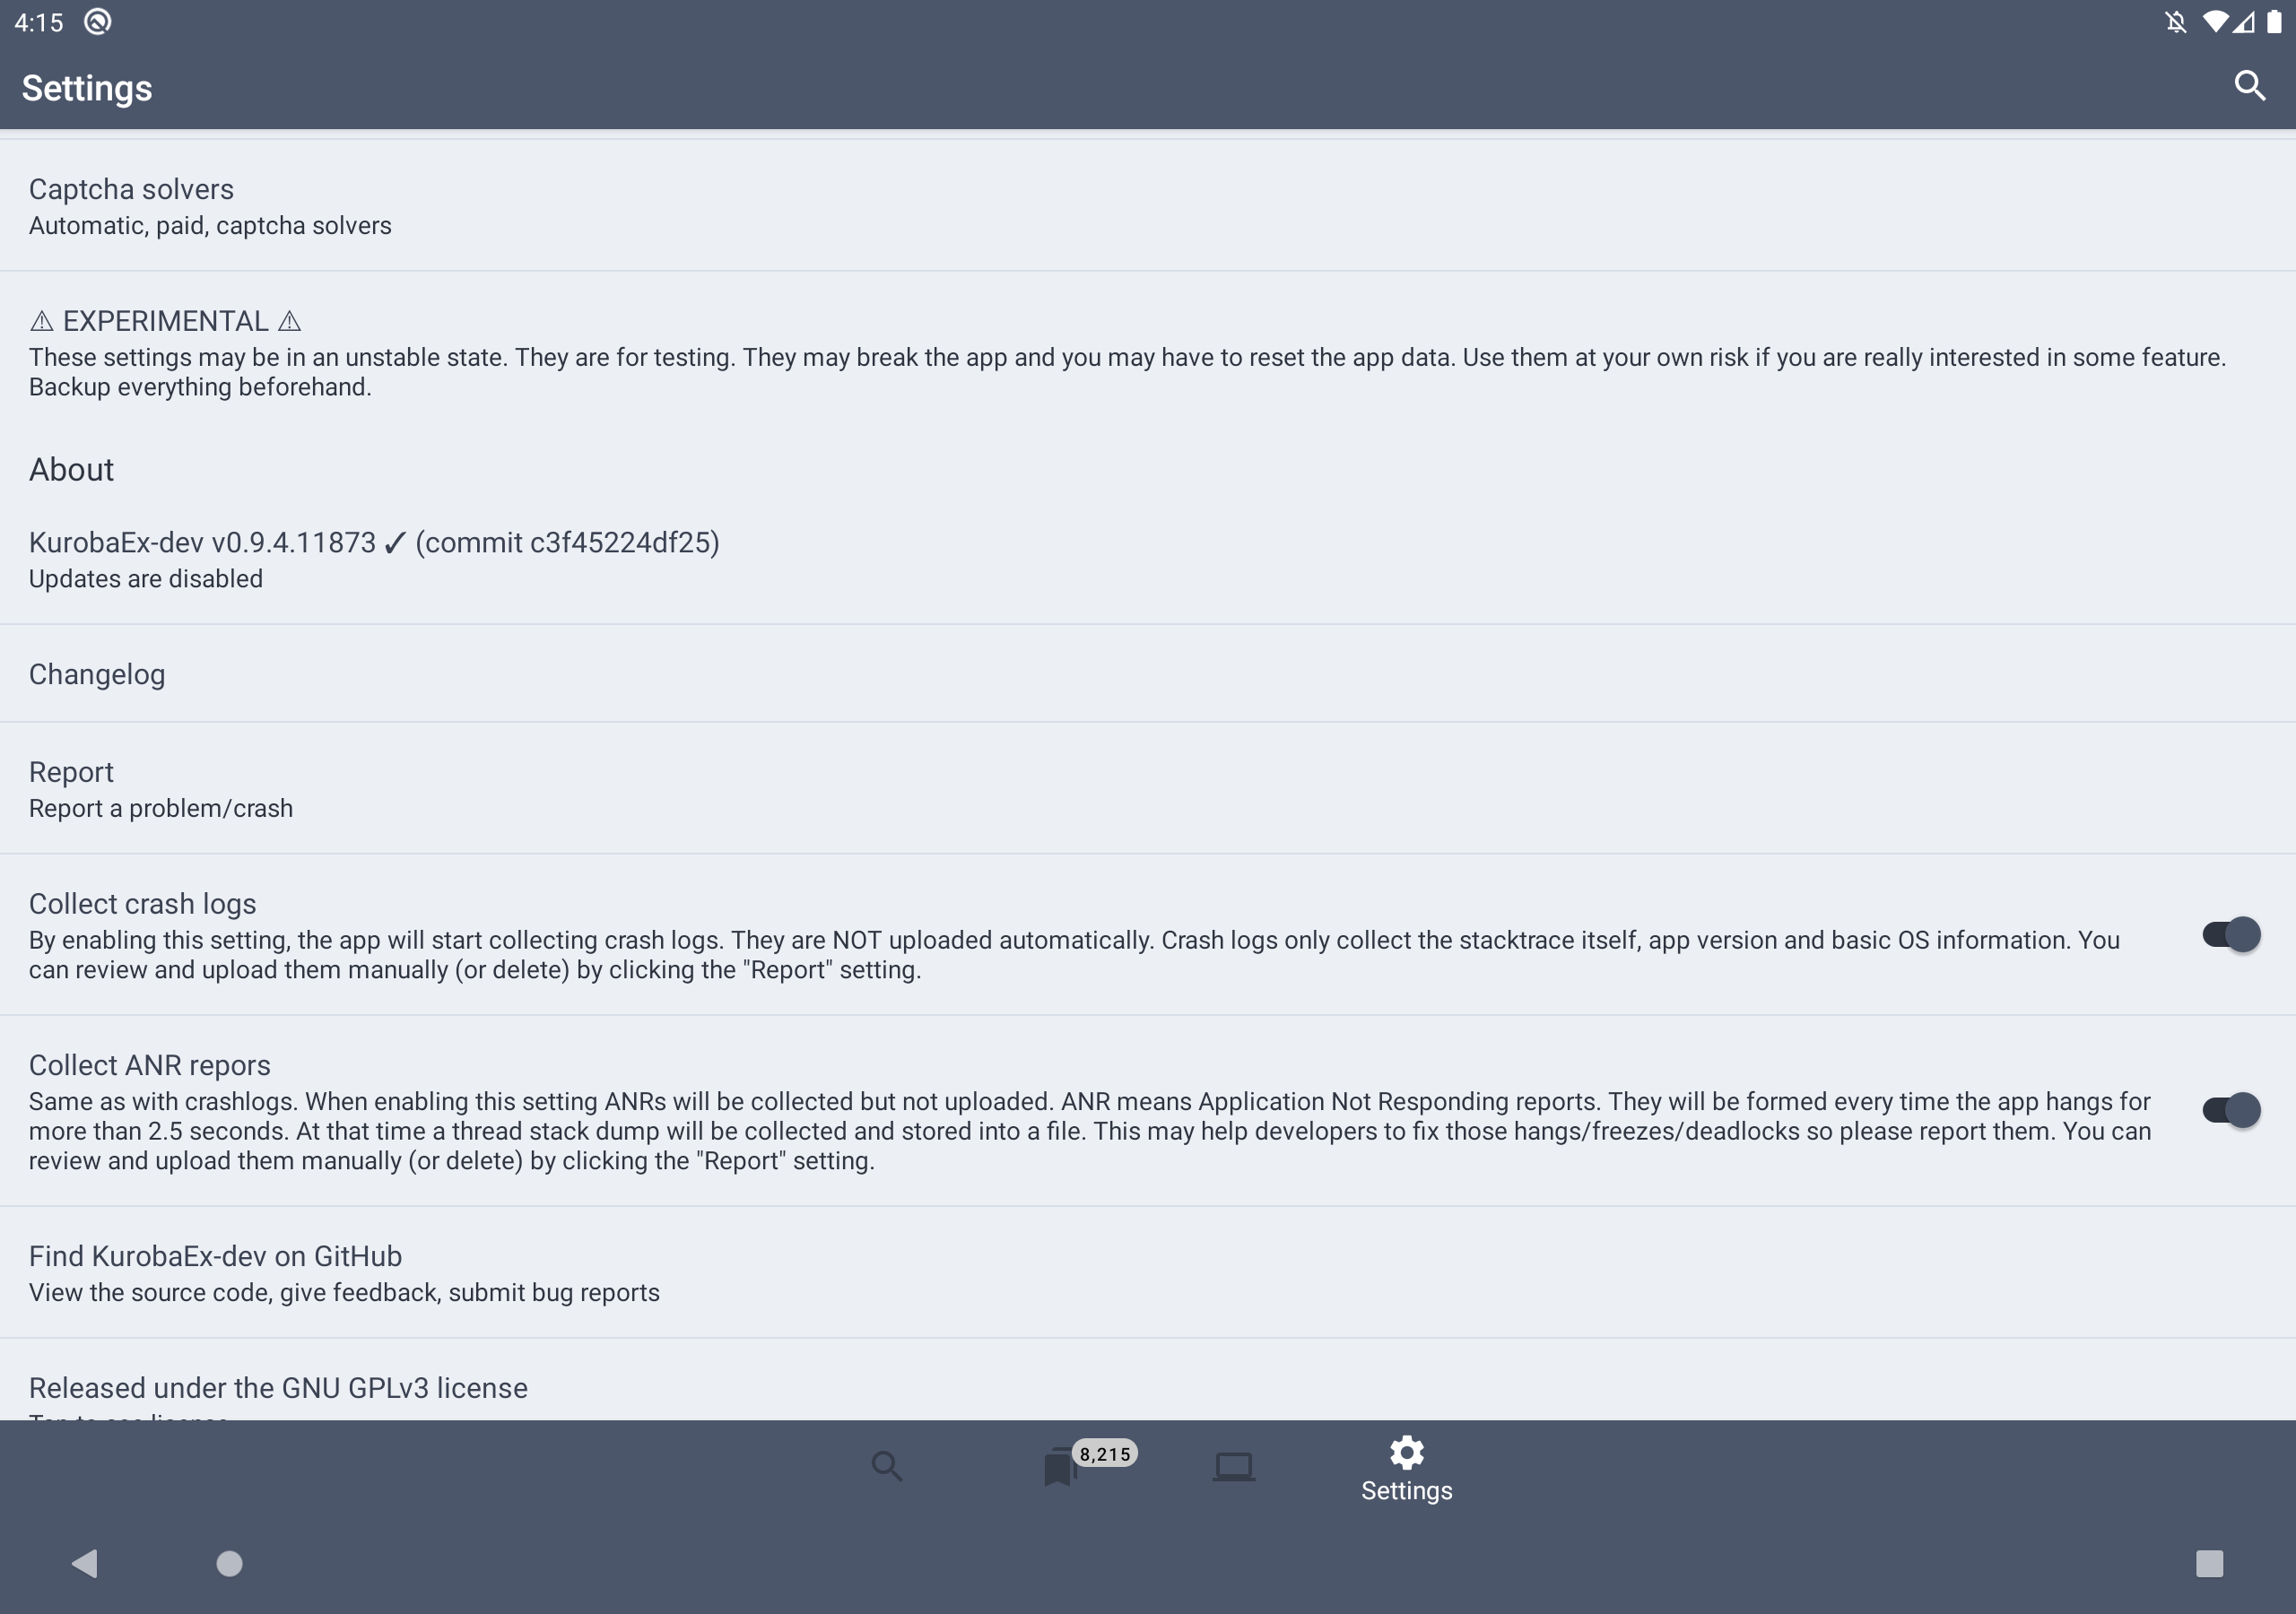 4:15
Settings
Captcha solvers
Automatic, paid, captcha solvers
⚠ EXPERIMENTAL ⚠
These settings may be in an unstable state. They are for testing. They may break the app and you may have to reset the app data. Use them at your own risk if you are really interested in some feature.
Backup everything beforehand.
About
KurobaEx-dev v0.9.4.11873 ✓ (commit c3f45224df25)
Updates are disabled
Changelog
Report
Report a problem/crash
Collect crash logs
By enabling this setting, the app will start collecting crash logs. They are NOT uploaded automatically. Crash logs only collect the stacktrace itself, app version and basic OS information. You
can review and upload them manually (or delete) by clicking the "Report" setting.
Collect ANR repors
Same as with crashlogs. When enabling this setting ANRs will be collected but not uploaded. ANR means Application Not Responding reports. They will be formed every time the app hangs for
more than 2.5 seconds. At that time a thread stack dump will be collected and stored into a file. This may help developers to fix those hangs/freezes/deadlocks so please report them. You can
review and upload them manually (or delete) by clicking the "Report" setting.
Find KurobaEx-dev on GitHub
View the source code, give feedback, submit bug reports
Released under the GNU GPLv3 license
Tap to see license
8,215
Settings